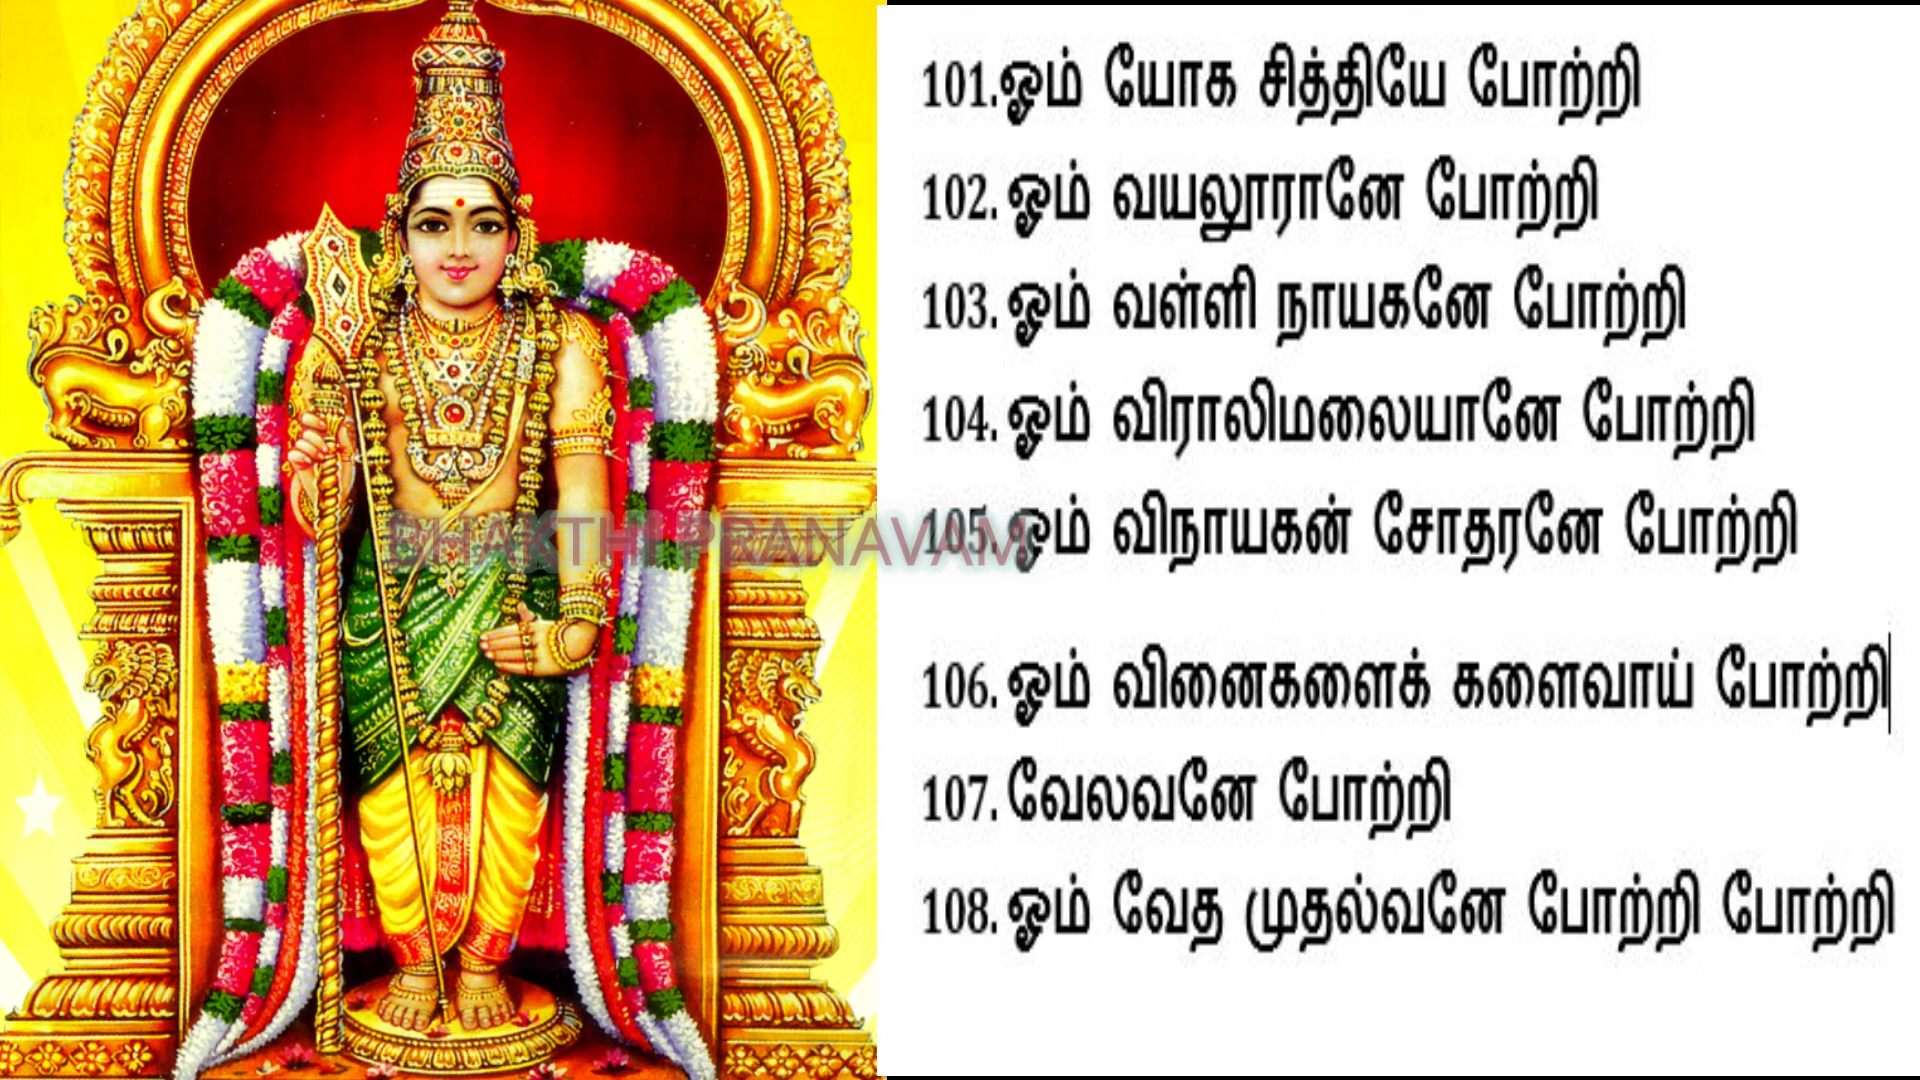 101.ஓம் யோக சித்தியே போற்றி
102. ஓம் வயலூரானே போற்றி
103. ஓம் வள்ளி நாயகனே போற்றி
104. ஓம் விராலிமலையானே போற்றி
BHAKTHI PRANAVAM
105. ஓம் விநாயகன் சோதரனே போற்றி
106. ஓம் வினைகளைக் களைவாய் போற்றி
107. வேலவனே போற்றி
108. ஓம் வேத முதல்வனே போற்றி போற்றி